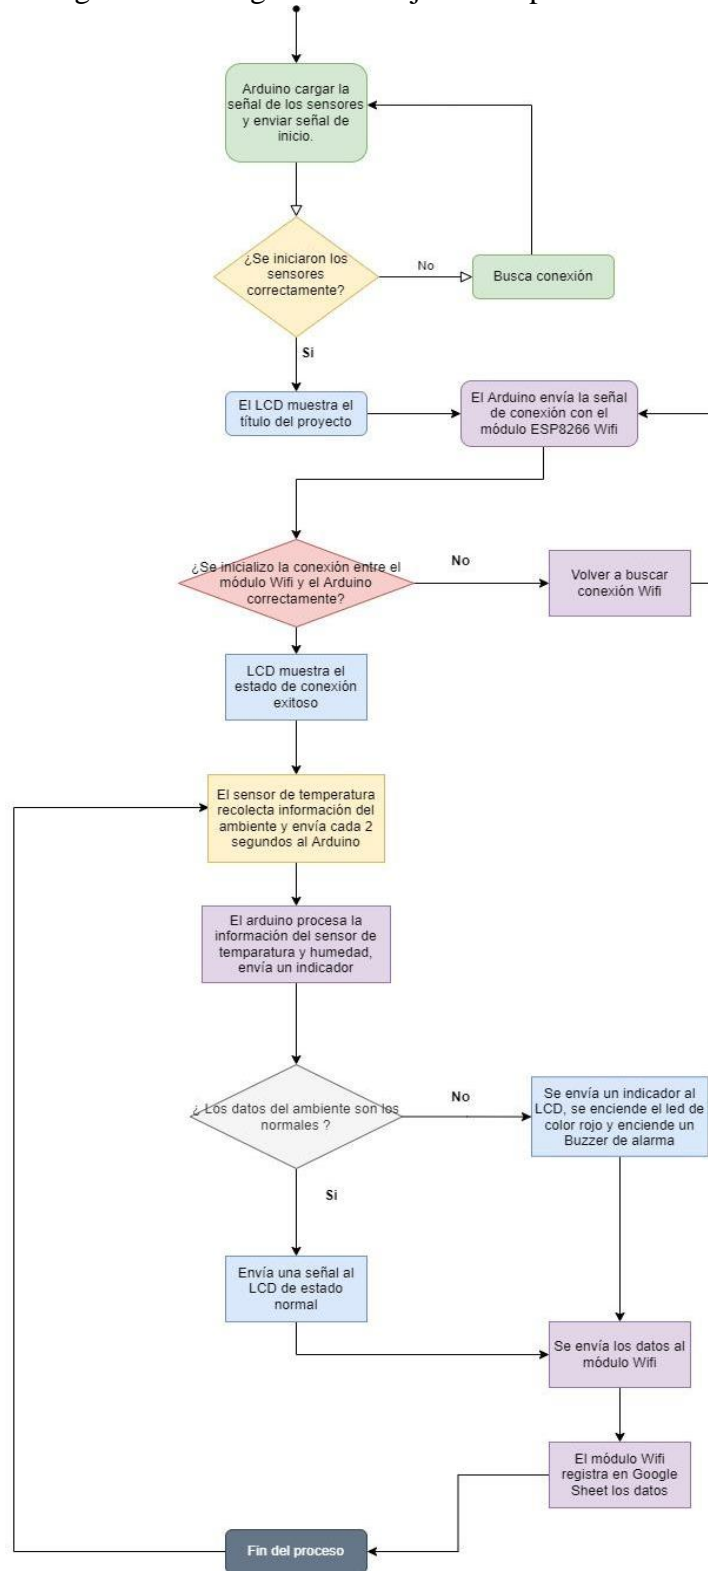 Arduino cargar la
señal de los sensores
y enviar señal de
inicio.
¿Se iniciaron los
sensores
correctamente?
No
Busca conexión
Si
El LCD muestra el
título del proyecto
El Arduino envía la señal
de conexión con el
módulo ESP8266 Wifi
¿Se inicializo la conexión entre el
módulo Wifi y el Arduino
correctamente?
No
Volver a buscar
conexión Wifi
LCD muestra el
estado de conexión
exitoso
El sensor de temperatura
recolecta información del
ambiente y envía cada 2
segundos al Arduino
El arduino procesa la
información del sensor de
temparatura y humedad,
envía un indicador
¿ Los datos del ambiente son los
normales ?
No
Se envía un indicador al
LCD, se enciende el led de
color rojo y enciende un
Buzzer de alarma
Si
Envía una señal al
LCD de estado
normal
Se envía los datos al
módulo Wifi
El módulo Wifi
registra en Google
Sheet los datos
Fin del proceso